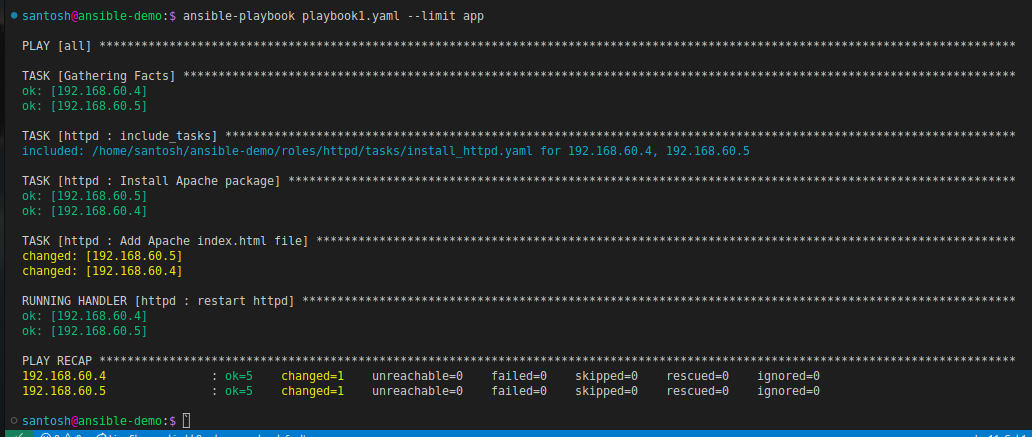 santosh@ansible-demo:$ ansible-playbook playbook1.yaml --limit app
PLAY [all] ***********************************************************************************************************************************
TASK [Gathering Facts] ***********************************************************************************************************************
ok: [192.168.60.4]
ok: [192.168.60.5]
TASK [httpd : include_tasks] *****************************************************************************************************************
included: /home/santosh/ansible-demo/roles/httpd/tasks/install_httpd.yaml for 192.168.60.4, 192.168.60.5
TASK [httpd : Install Apache package] ********************************************************************************************************
ok: [192.168.60.5]
ok: [192.168.60.4]
TASK [httpd : Add Apache index.html file] ****************************************************************************************************
changed: [192.168.60.5]
changed: [192.168.60.4]
RUNNING HANDLER [httpd : restart httpd] ******************************************************************************************************
ok: [192.168.60.4]
ok: [192.168.60.5]
PLAY RECAP ***********************************************************************************************************************************
192.168.60.4 : ok=5 changed=1 unreachable=0 failed=0 skipped=0 rescued=0 ignored=0
192.168.60.5 : ok=5 changed=1 unreachable=0 failed=0 skipped=0 rescued=0 ignored=0
santosh@ansible-demo:$ `